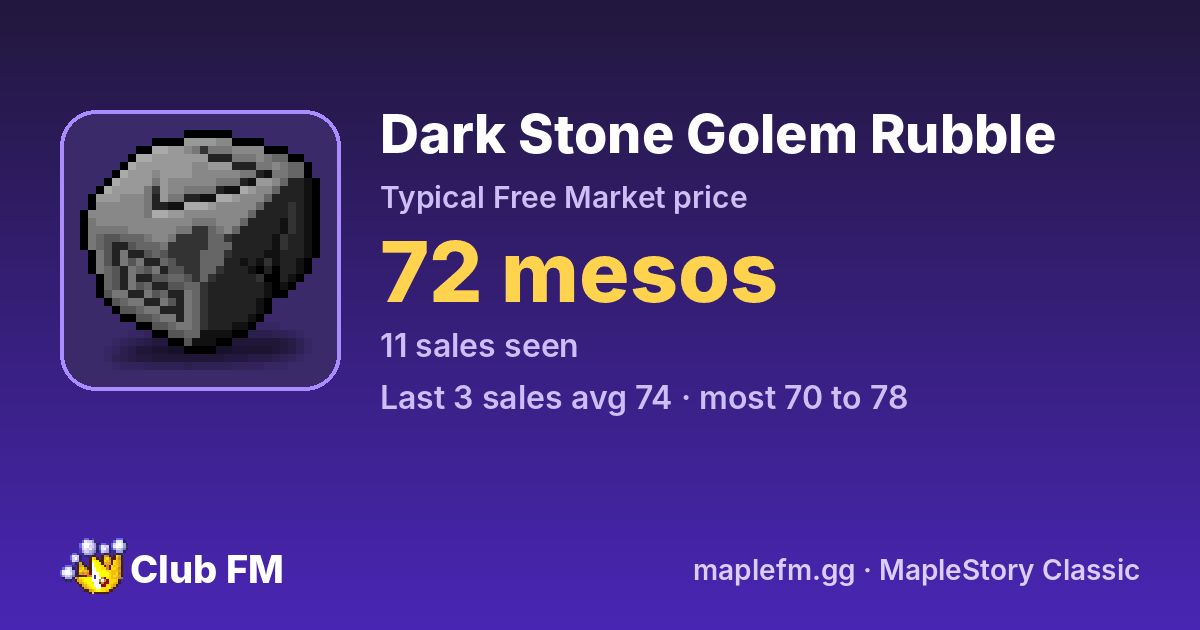 Dark Stone Golem Rubble
Typical Free Market price
72 mesos
11 sales seen
Last 3 sales avg 74 · most 70 to 78
Club FM
maplefm.gg · MapleStory Classic